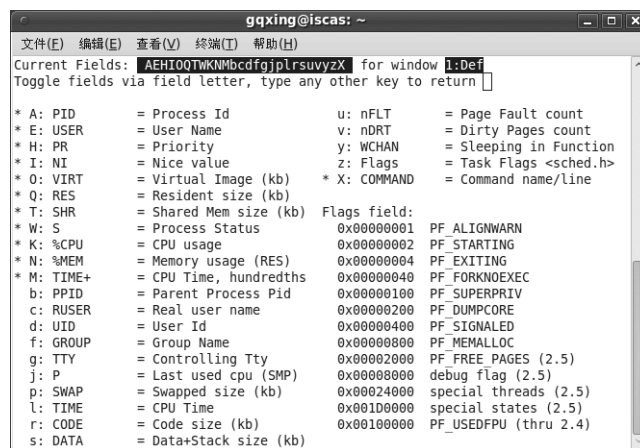 gqxing@iscas: ~
文件(F) 编辑(E) 查看(V) 终端(T) 帮助(H)
Current Fields: AEHIOQTWKNMbcdfgjplrsuvyzX for window 1:Def
Toggle fields via field letter, type any other key to return
* A: PID = Process Id u: nFLT = Page Fault count
* E: USER = User Name v: nDRT = Dirty Pages count
* H: PR = Priority y: WCHAN = Sleeping in Function
* I: NI = Nice value z: Flags = Task Flags <sched.h>
* O: VIRT = Virtual Image (kb) * X: COMMAND = Command name/line
* Q: RES = Resident size (kb)
* T: SHR = Shared Mem size (kb) Flags field:
* W: S = Process Status 0x00000001 PF_ALIGNWARN
* K: %CPU = CPU usage 0x00000002 PF_STARTING
* N: %MEM = Memory usage (RES) 0x00000004 PF_EXITING
* M: TIME+ = CPU Time, hundredths 0x00000040 PF_FORKNOEXEC
b: PPID = Parent Process Pid 0x00000100 PF_SUPERPRIV
c: RUSER = Real user name 0x00000200 PF_DUMPCORE
d: UID = User Id 0x00000400 PF_SIGNALED
f: GROUP = Group Name 0x00000800 PF_MEMALLOC
g: TTY = Controlling Tty 0x00002000 PF_FREE_PAGES (2.5)
j: P = Last used cpu (SMP) 0x00008000 debug flag (2.5)
p: SWAP = Swapped size (kb) 0x00024000 special threads (2.5)
l: TIME = CPU Time 0x001D0000 special states (2.5)
r: CODE = Code size (kb) 0x00100000 PF_USEDFPU (thru 2.4)
s: DATA = Data+Stack size (kb)